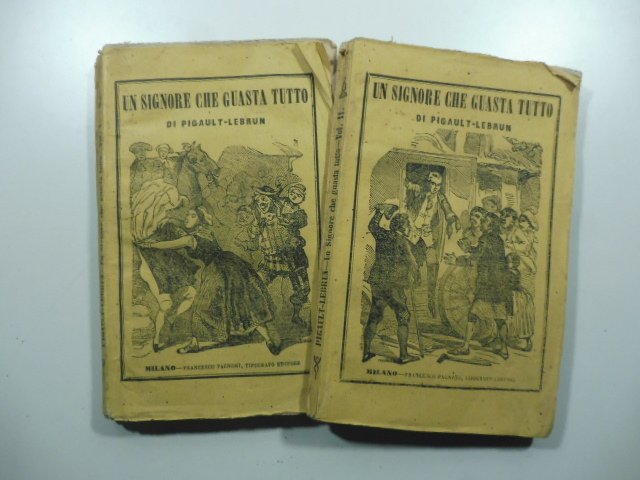 UN SIGNORE CHE GUASTA TUTTO
DI PIGAULT-LEBRUN
MILANO — FRANCESCO PAGNONI, TIPOGRAFO EDITORE
PIGAULT-LEBRUN — Un Signore che guasta tutto — Vol. II
UN SIGNORE CHE GUASTA TUTTO
DI PIGAULT-LEBRUN
MILANO — FRANCESCO PAGNONI, TIPOGRAFO EDITORE